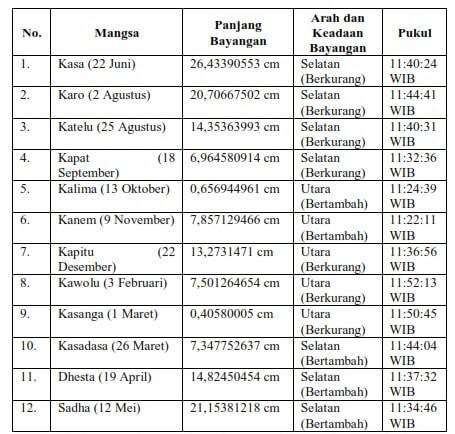 No. Mangsa Panjang Bayangan Arah dan Keadaan Bayangan Pukul
1. Kasa (22 Juni) 26,43390553 cm Selatan 11:40:24
(Berkurang) WIB
2. Karo (2 Agustus) 20,70667502 cm Selatan 11:44:41
(Berkurang) WIB
3. Katelu (25 Agustus) 14,35363993 cm Selatan 11:40:31
(Berkurang) WIB
4. Kapat (18 6,964580914 cm Selatan 11:32:36
September) (Berkurang) WIB
5. Kalima (13 Oktober) 0,656944961 cm Utara 11:24:39
(Bertambah) WIB
6. Kanem (9 November) 7,857129466 cm Utara 11:22:11
(Bertambah) WIB
7. Kapitu (22 13,2731471 cm Utara 11:36:56
Desember) (Berkurang) WIB
8. Kawolu (3 Februari) 7,501264654 cm Utara 11:52:13
(Berkurang) WIB
9. Kasanga (1 Maret) 0,40580005 cm Utara 11:50:45
(Berkurang) WIB
10. Kasadasa (26 Maret) 7,347752637 cm Selatan 11:44:04
(Bertambah) WIB
11. Dhesta (19 April) 14,82450454 cm Selatan 11:37:32
(Bertambah) WIB
12. Sadha (12 Mei) 21,15381218 cm Selatan 11:34:46
(Bertambah) WIB